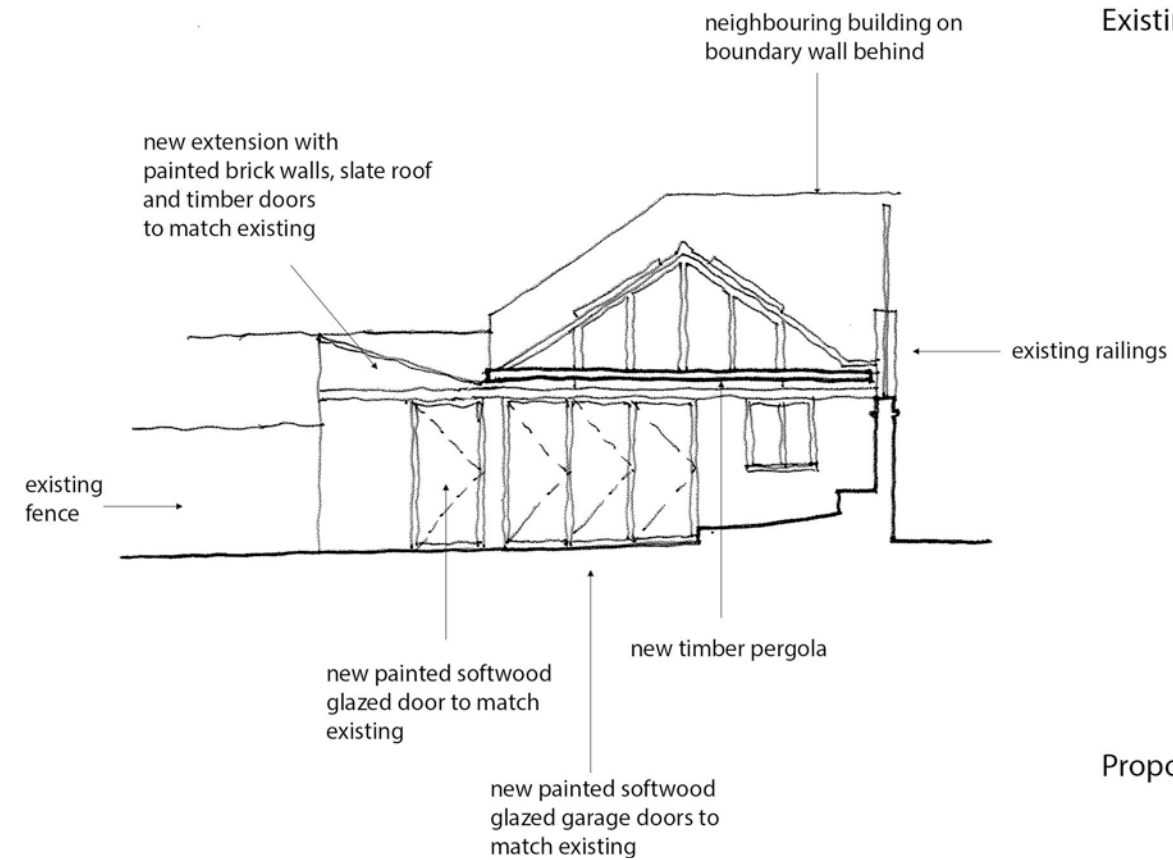 neighbouring building on
boundary wall behind
Existin
new extension with
painted brick walls, slate roof
and timber doors
to match existing
existing railings
existing
fence
new timber pergola
new painted softwood
glazed door to match
existing
new painted softwood
glazed garage doors to
match existing
Propo